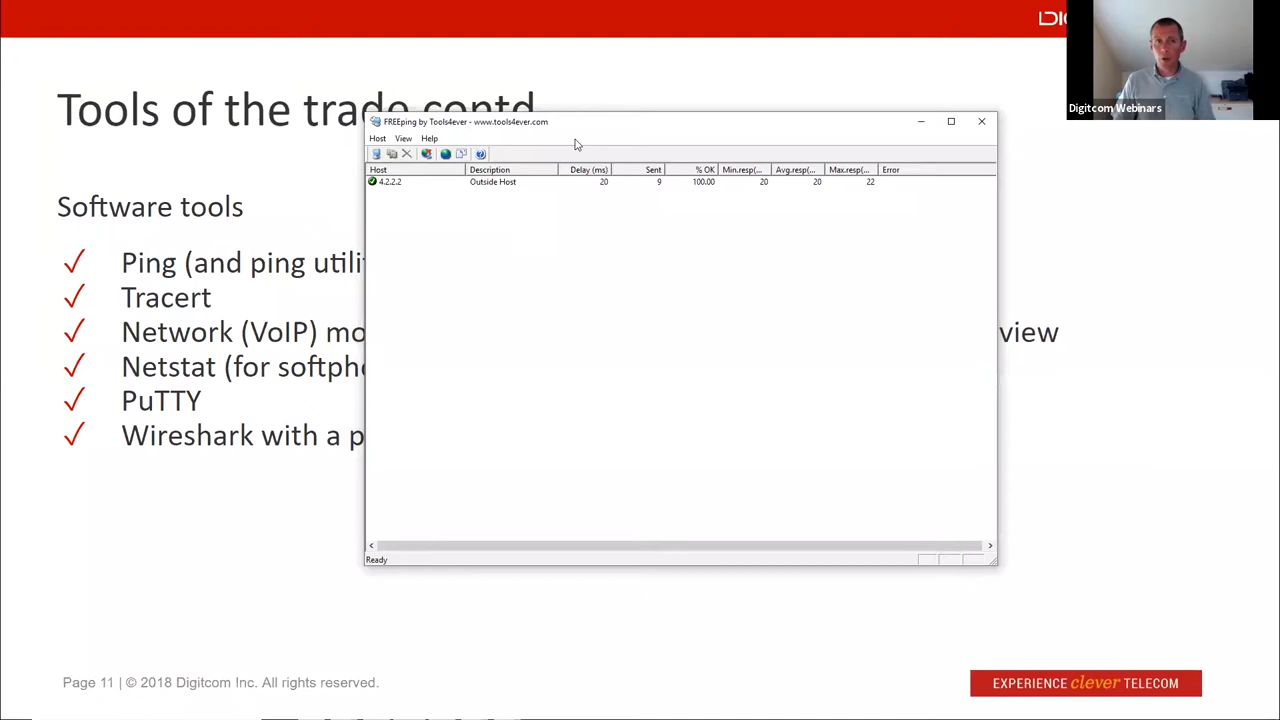 Tools of the trade contd
Digitcom Webinars
FREEping by Tools4ever - www.tools4ever.com
Host View Help
Host Description Delay (ms) Sent % OK Min.resp(... Avg.resp(... Max.resp(... Error
4.2.2.2 Outside Host 20 9 100.00 20 20 22
Ready
Software tools
Ping (and ping utili
Tracert
Network (VoIP) mo view
Netstat (for softpho
PuTTY
Wireshark with a p
Page 11 | © 2018 Digitcom Inc. All rights reserved.
EXPERIENCE clever TELECOM